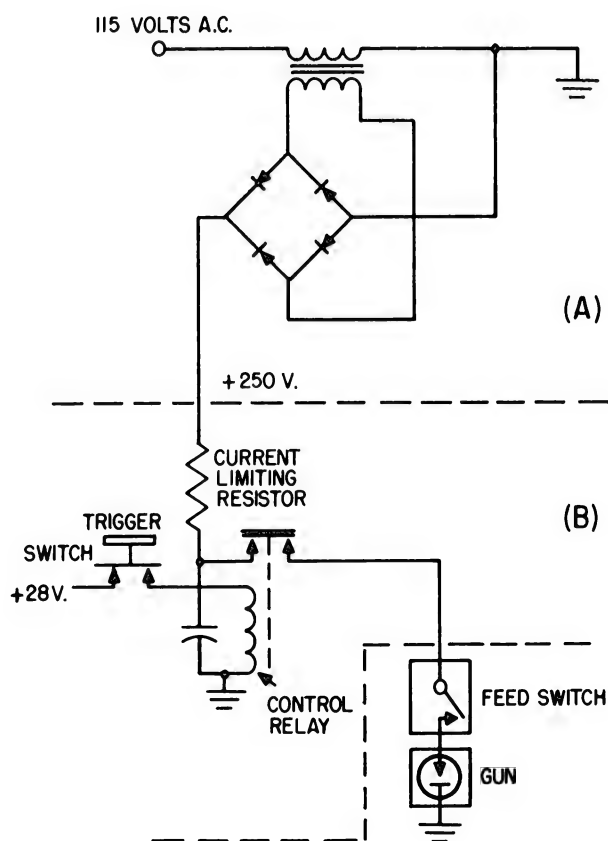 115 VOLTS A.C.
(A)
+250 V.
CURRENT
LIMITING
RESISTOR
(B)
TRIGGER
SWITCH
+28V.
CONTROL
RELAY
FEED SWITCH
GUN